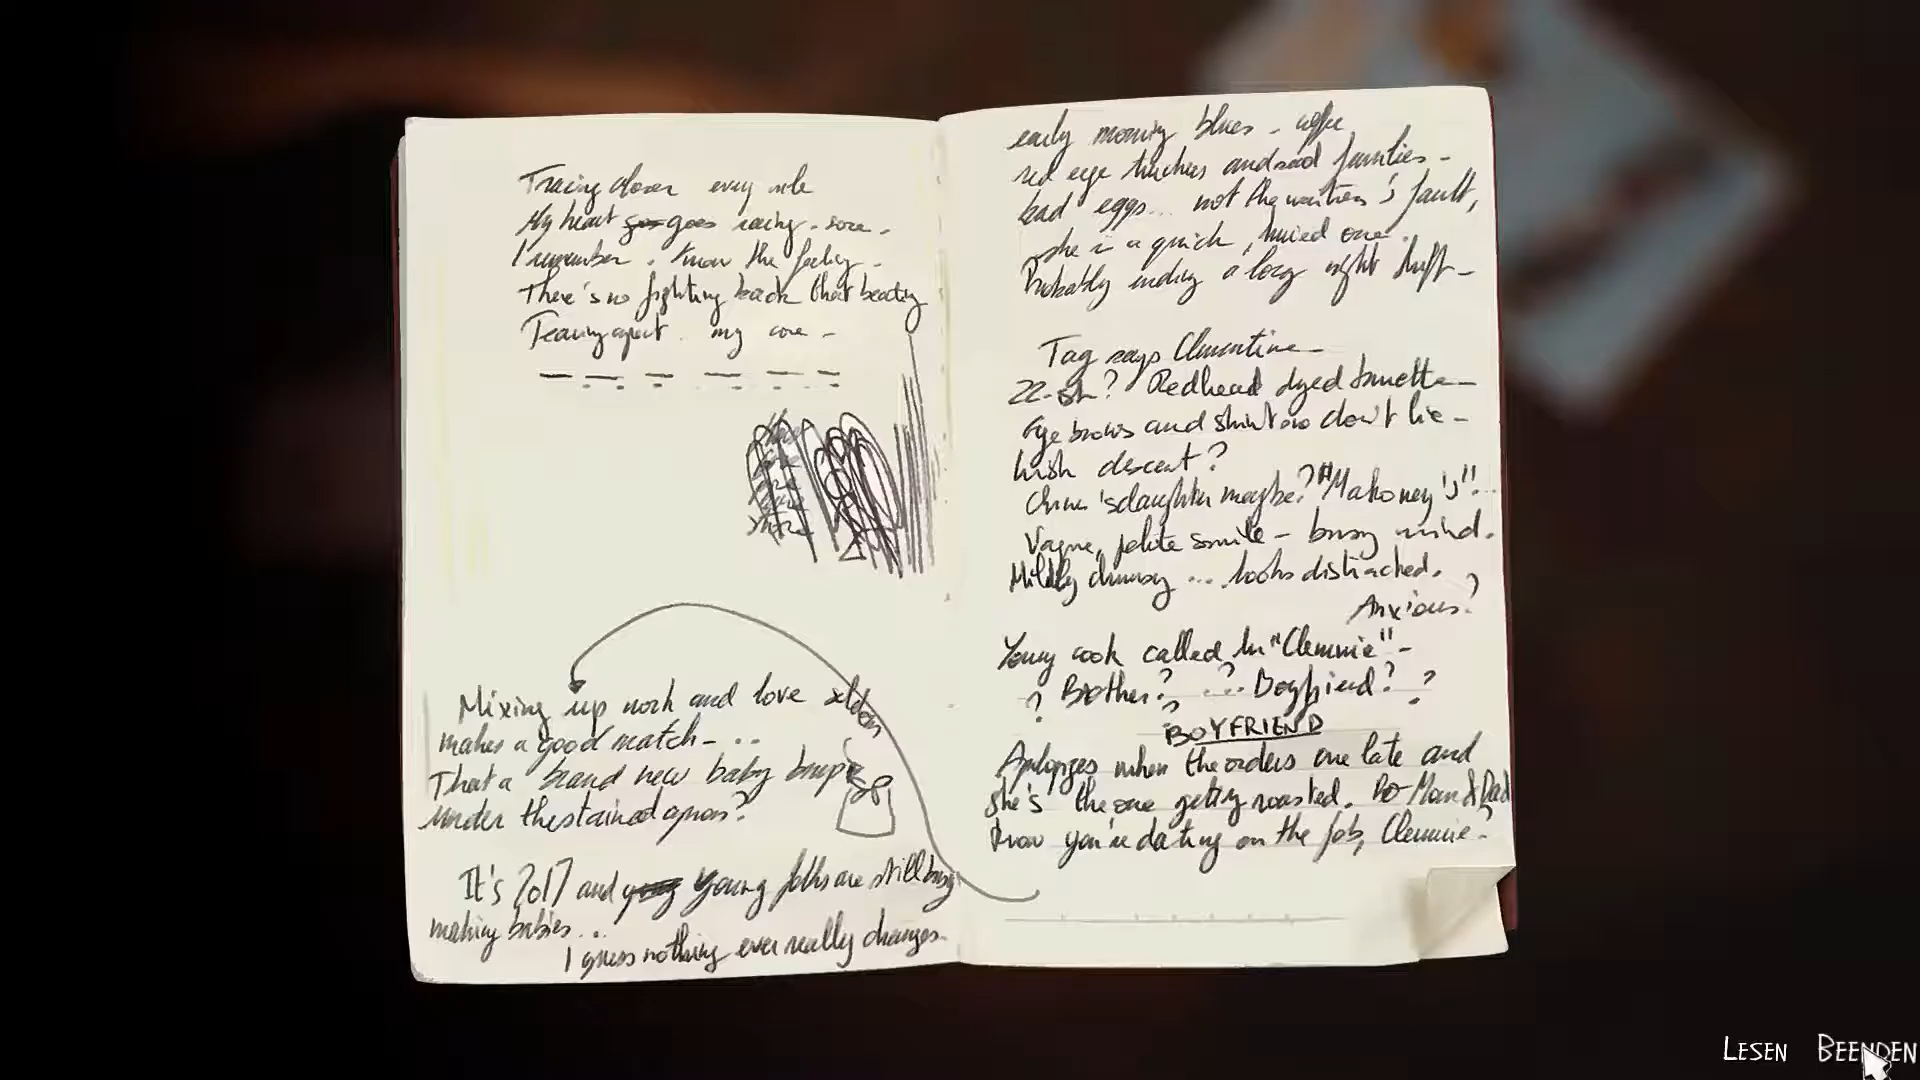 Tracing closer every mile
My heart goes goes racing. sore.
I remember. Know the feeling.
There's no fighting back that beating
Tearing apart. my core -
Mixing up work and love seldom
makes a good match - ...
That a brand new baby bump
under the stained apron?
It's 2017 and young young folks are still busy
making babies...
I guess nothing ever really changes.
early morning blues - coffee
red eye truckers and sad families -
bad eggs... not the waitress's fault,
she is a quick, hurried one.
Probably ending a long night shift -
Tag says Clementine -
22-ish? Redhead dyed brunette -
Eye brows and skin tone don't lie -
Irish descent?
Owner's daughter maybe? "Mahoney's"...
Vague, polite smile - busy mind.
Mildly clumsy ... looks distracted.
Anxious?
Young cook called her "Clemmie" -
? Brother? ...? Boyfriend? ?
BOYFRIEND
Apologizes when the orders are late and
she's the one getting roasted. Do Mom & Dad
know you're dating on the job, Clemmie?
LESEN BEENDEN